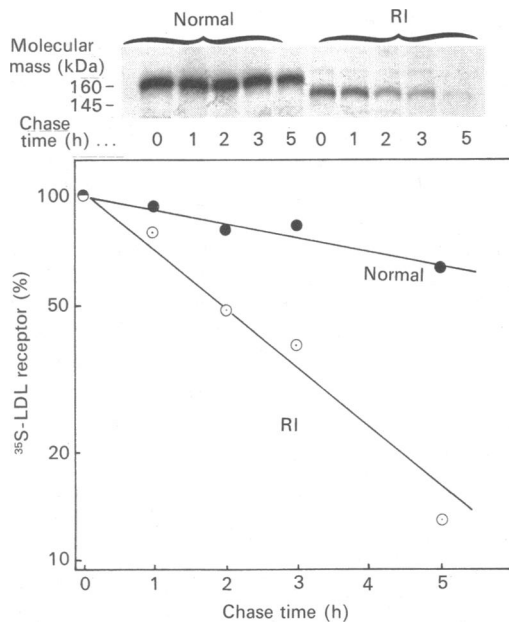 Normal RI
Molecular
mass (kDa)
160–
145–
Chase
time (h) ... 0 1 2 3 5 0 1 2 3 5
100
50
20
10
³⁵S-LDL receptor (%)
Normal
RI
0 1 2 3 4 5
Chase time (h)